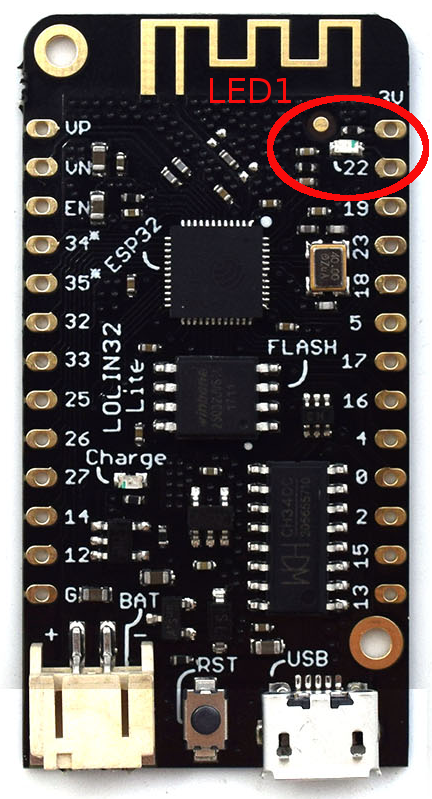 LED1
3V
VP
VN
22
EN
19
34*
23
35*
18
ESP32
32
5
33
17
FLASH
LOLIN32
Lite
25
16
26
4
Charge
27
0
14
2
12
15
G
13
BAT
+
-
RST
USB
WCH